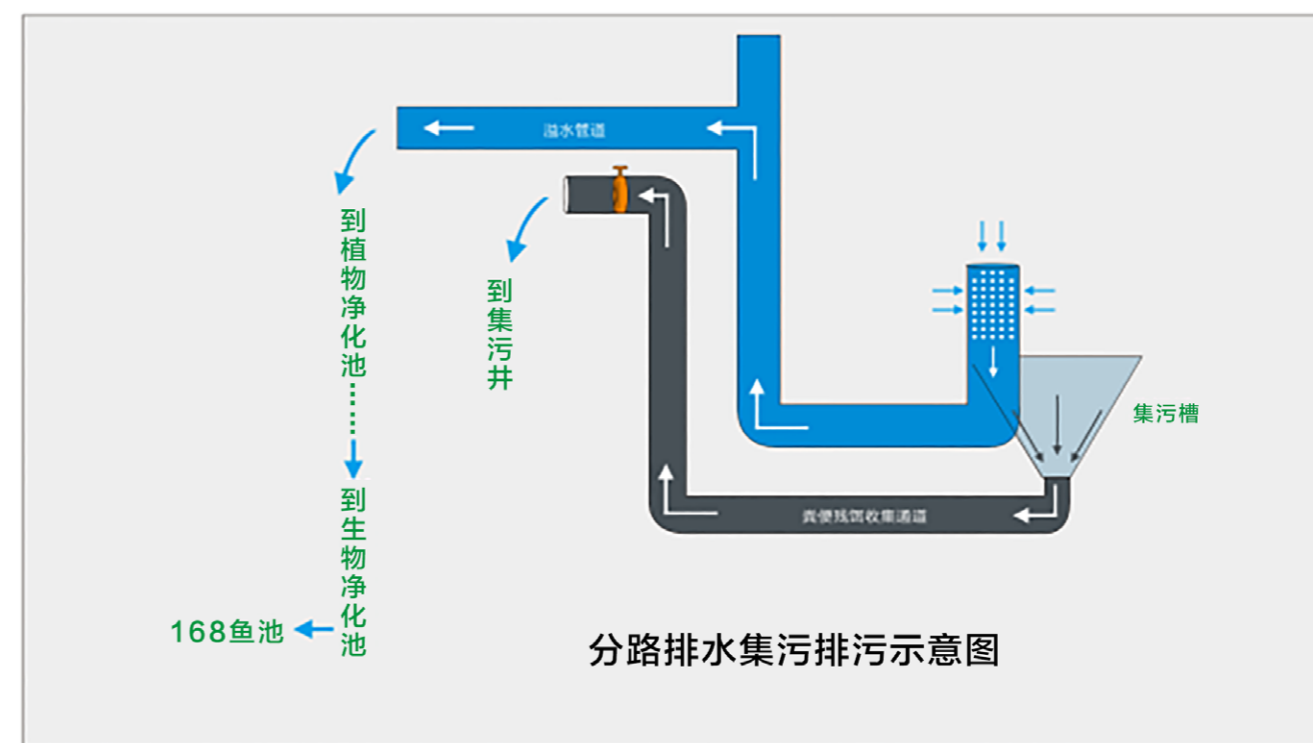 溢水管道
到植物净化池……
到集污井
集污槽
粪便残饵收集通道
到生物净化池
168鱼池
分路排水集污排污示意图